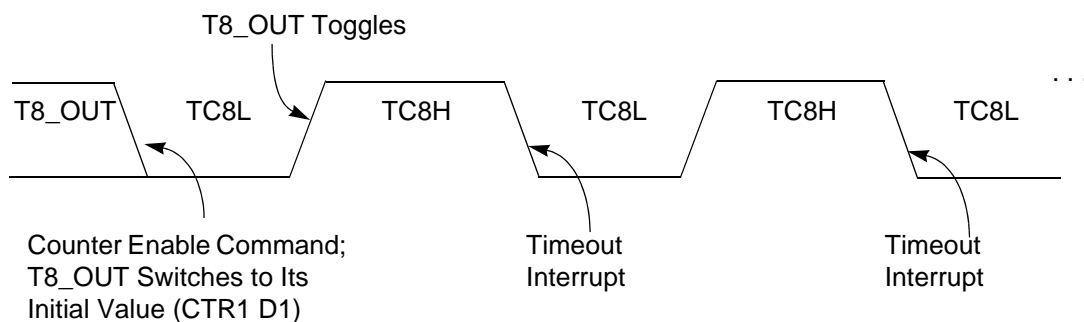 T8_OUT Toggles
. . .
T8_OUT TC8L TC8H TC8L TC8H TC8L
Counter Enable Command;
T8_OUT Switches to Its
Initial Value (CTR1 D1)
Timeout
Interrupt
Timeout
Interrupt